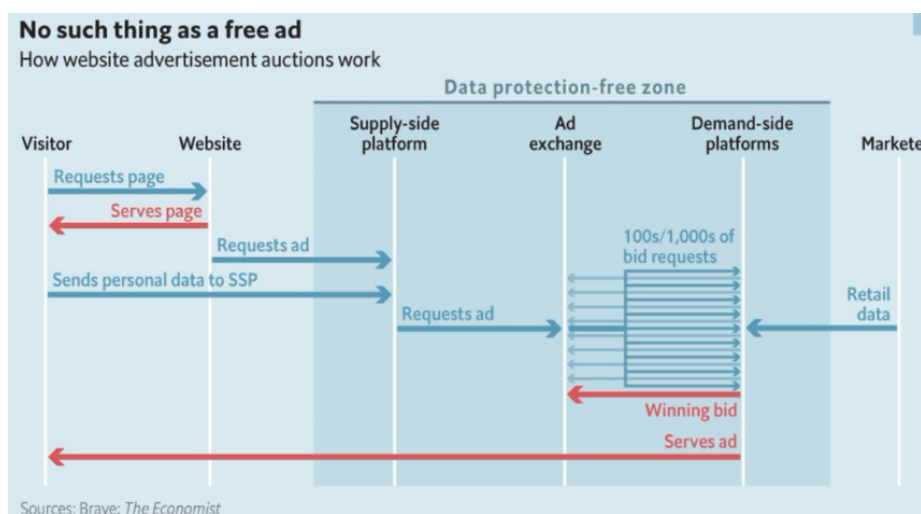 No such thing as a free ad
How website advertisement auctions work
Data protection-free zone
Visitor
Website
Supply-side
platform
Ad
exchange
Demand-side
platforms
Markete
Requests page
Serves page
Requests ad
100s/1,000s of
bid requests
Sends personal data to SSP
Requests ad
Retail
data
Winning bid
Serves ad
Sources: Brave; The Economist